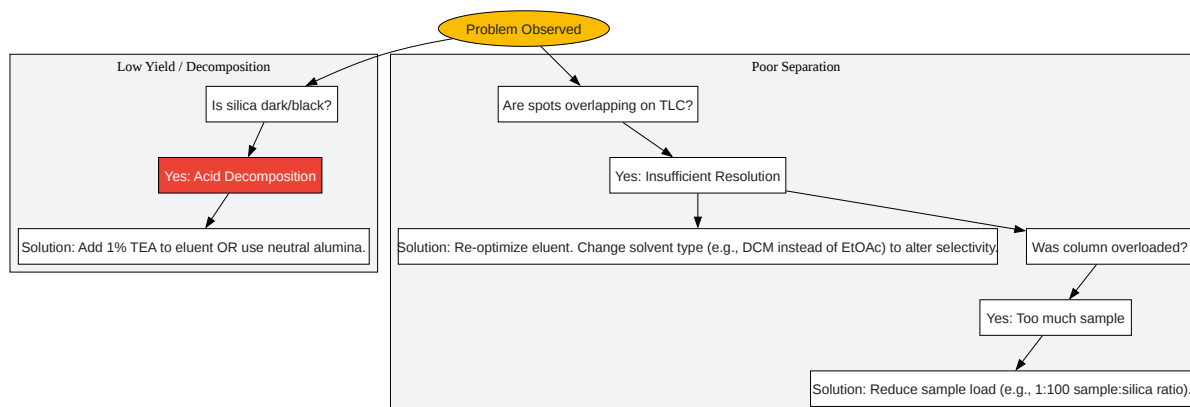 Problem Observed
Low Yield / Decomposition
Poor Separation
Is silica dark/black?
Are spots overlapping on TLC?
Yes: Acid Decomposition
Yes: Insufficient Resolution
Solution: Add 1% TEA to eluent OR use neutral alumina.
Solution: Re-optimize eluent. Change solvent type (e.g., DCM instead of EtOAc) to alter selectivity.
Was column overloaded?
Yes: Too much sample
Solution: Reduce sample load (e.g., 1:100 sample:silica ratio).